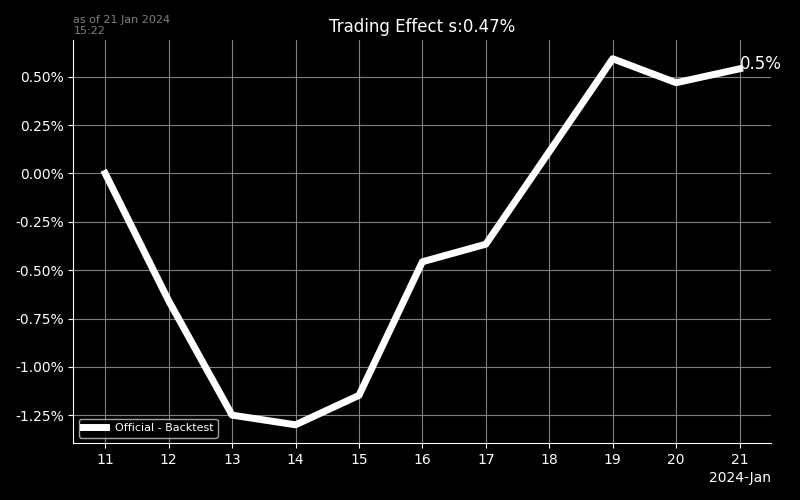 as of 21 Jan 2024
15:22
Trading Effect s:0.47%
0.5%
0.50%
0.25%
0.00%
-0.25%
-0.50%
-0.75%
-1.00%
-1.25%
Official - Backtest
11 12 13 14 15 16 17 18 19 20 21
2024-Jan